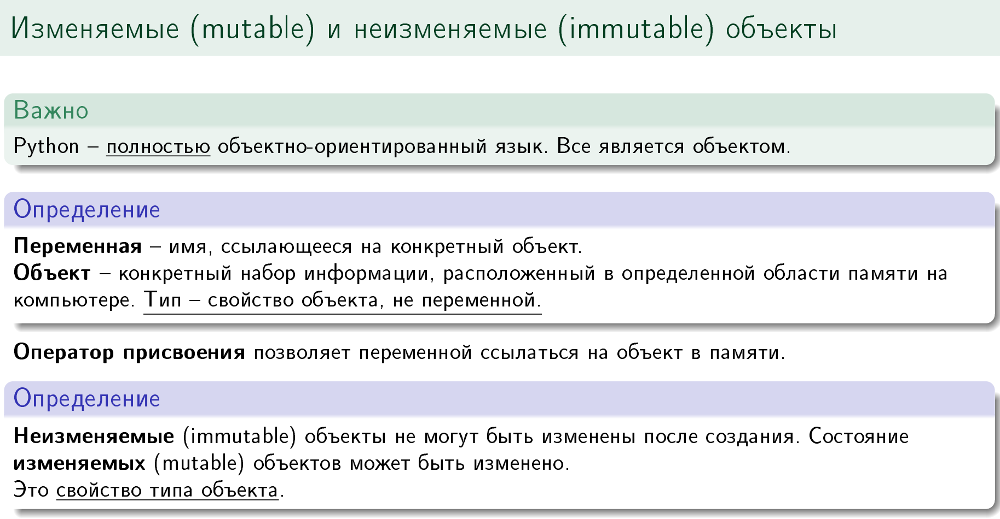 Изменяемые (mutable) и неизменяемые (immutable) объекты
Важно
Python – полностью объектно-ориентированный язык. Все является объектом.
Определение
Переменная – имя, ссылающееся на конкретный объект.
Объект – конкретный набор информации, расположенный в определенной области памяти на
компьютере. Тип – свойство объекта, не переменной.
Оператор присвоения позволяет переменной ссылаться на объект в памяти.
Определение
Неизменяемые (immutable) объекты не могут быть изменены после создания. Состояние
изменяемых (mutable) объектов может быть изменено.
Это свойство типа объекта.